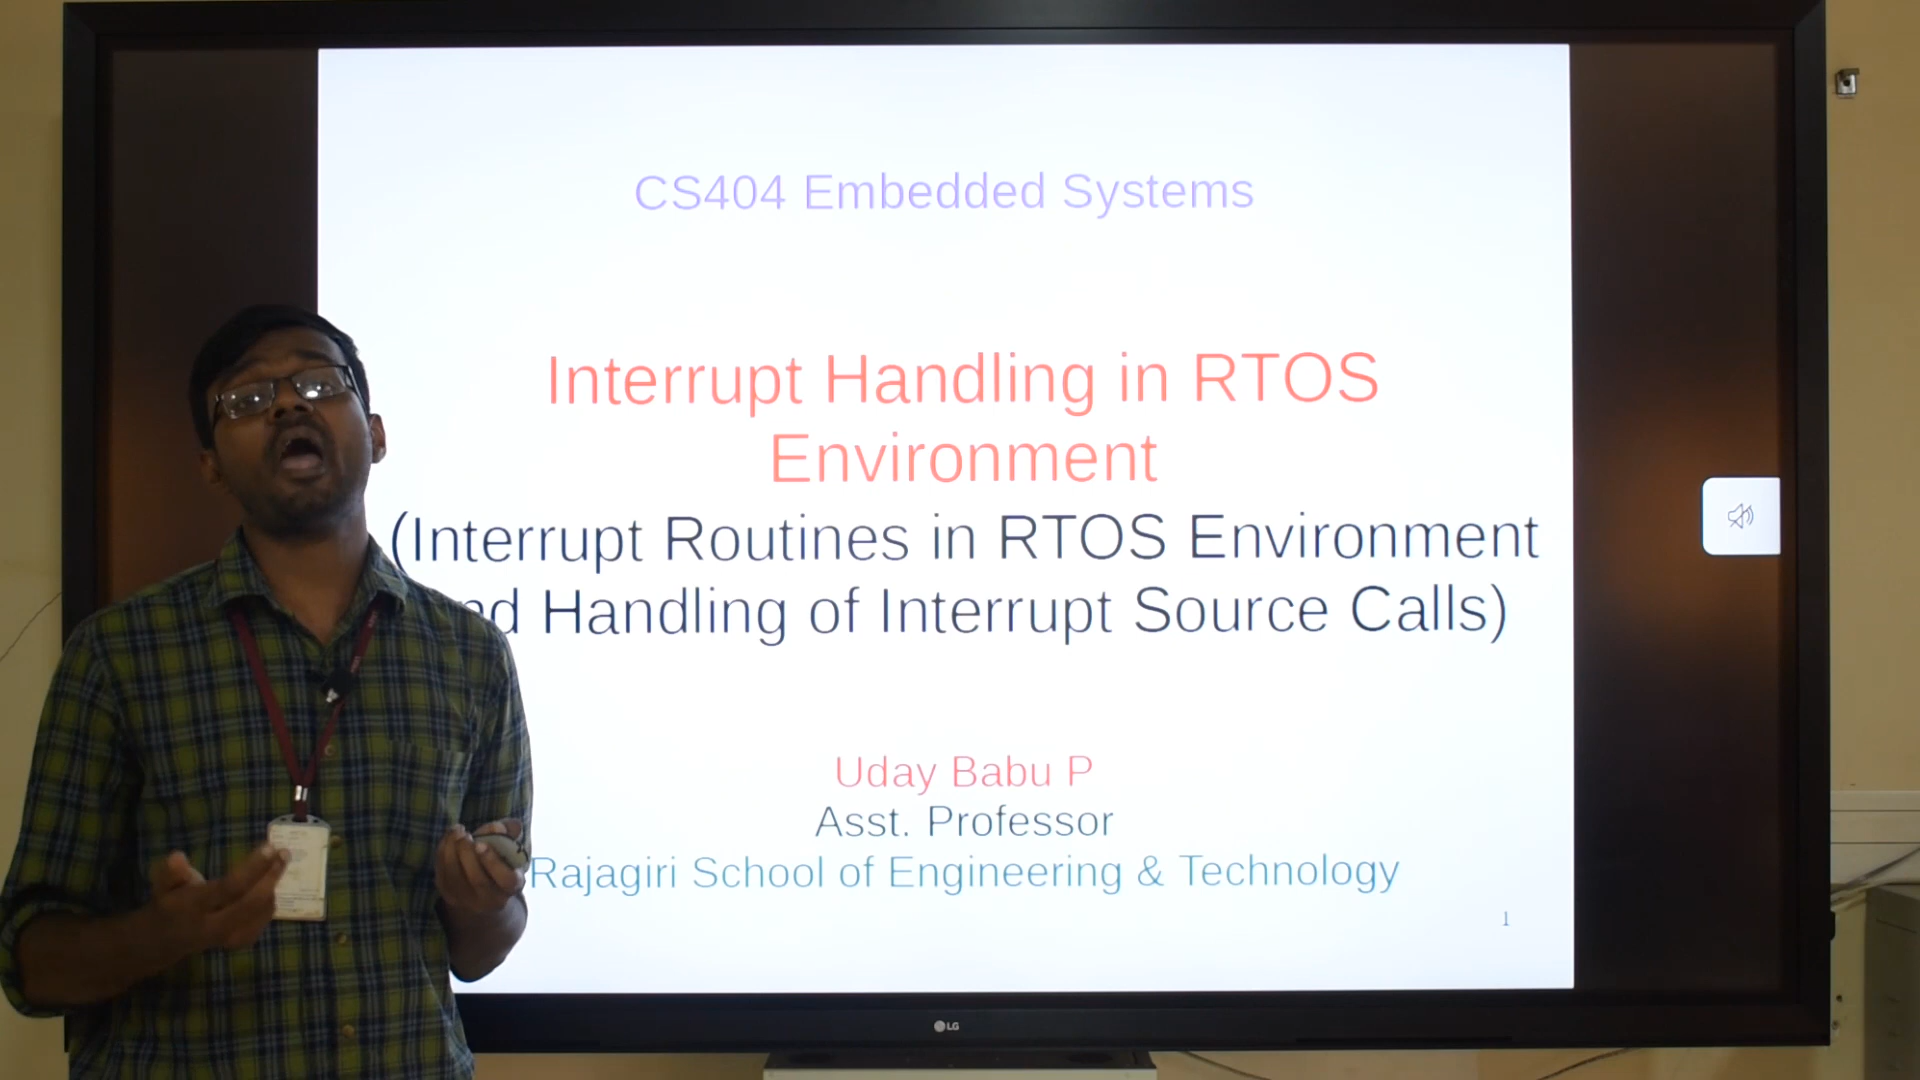 CS404 Embedded Systems
Interrupt Handling in RTOS
Environment
(Interrupt Routines in RTOS Environment
nd Handling of Interrupt Source Calls)
Uday Babu P
Asst. Professor
Rajagiri School of Engineering & Technology
1
LG